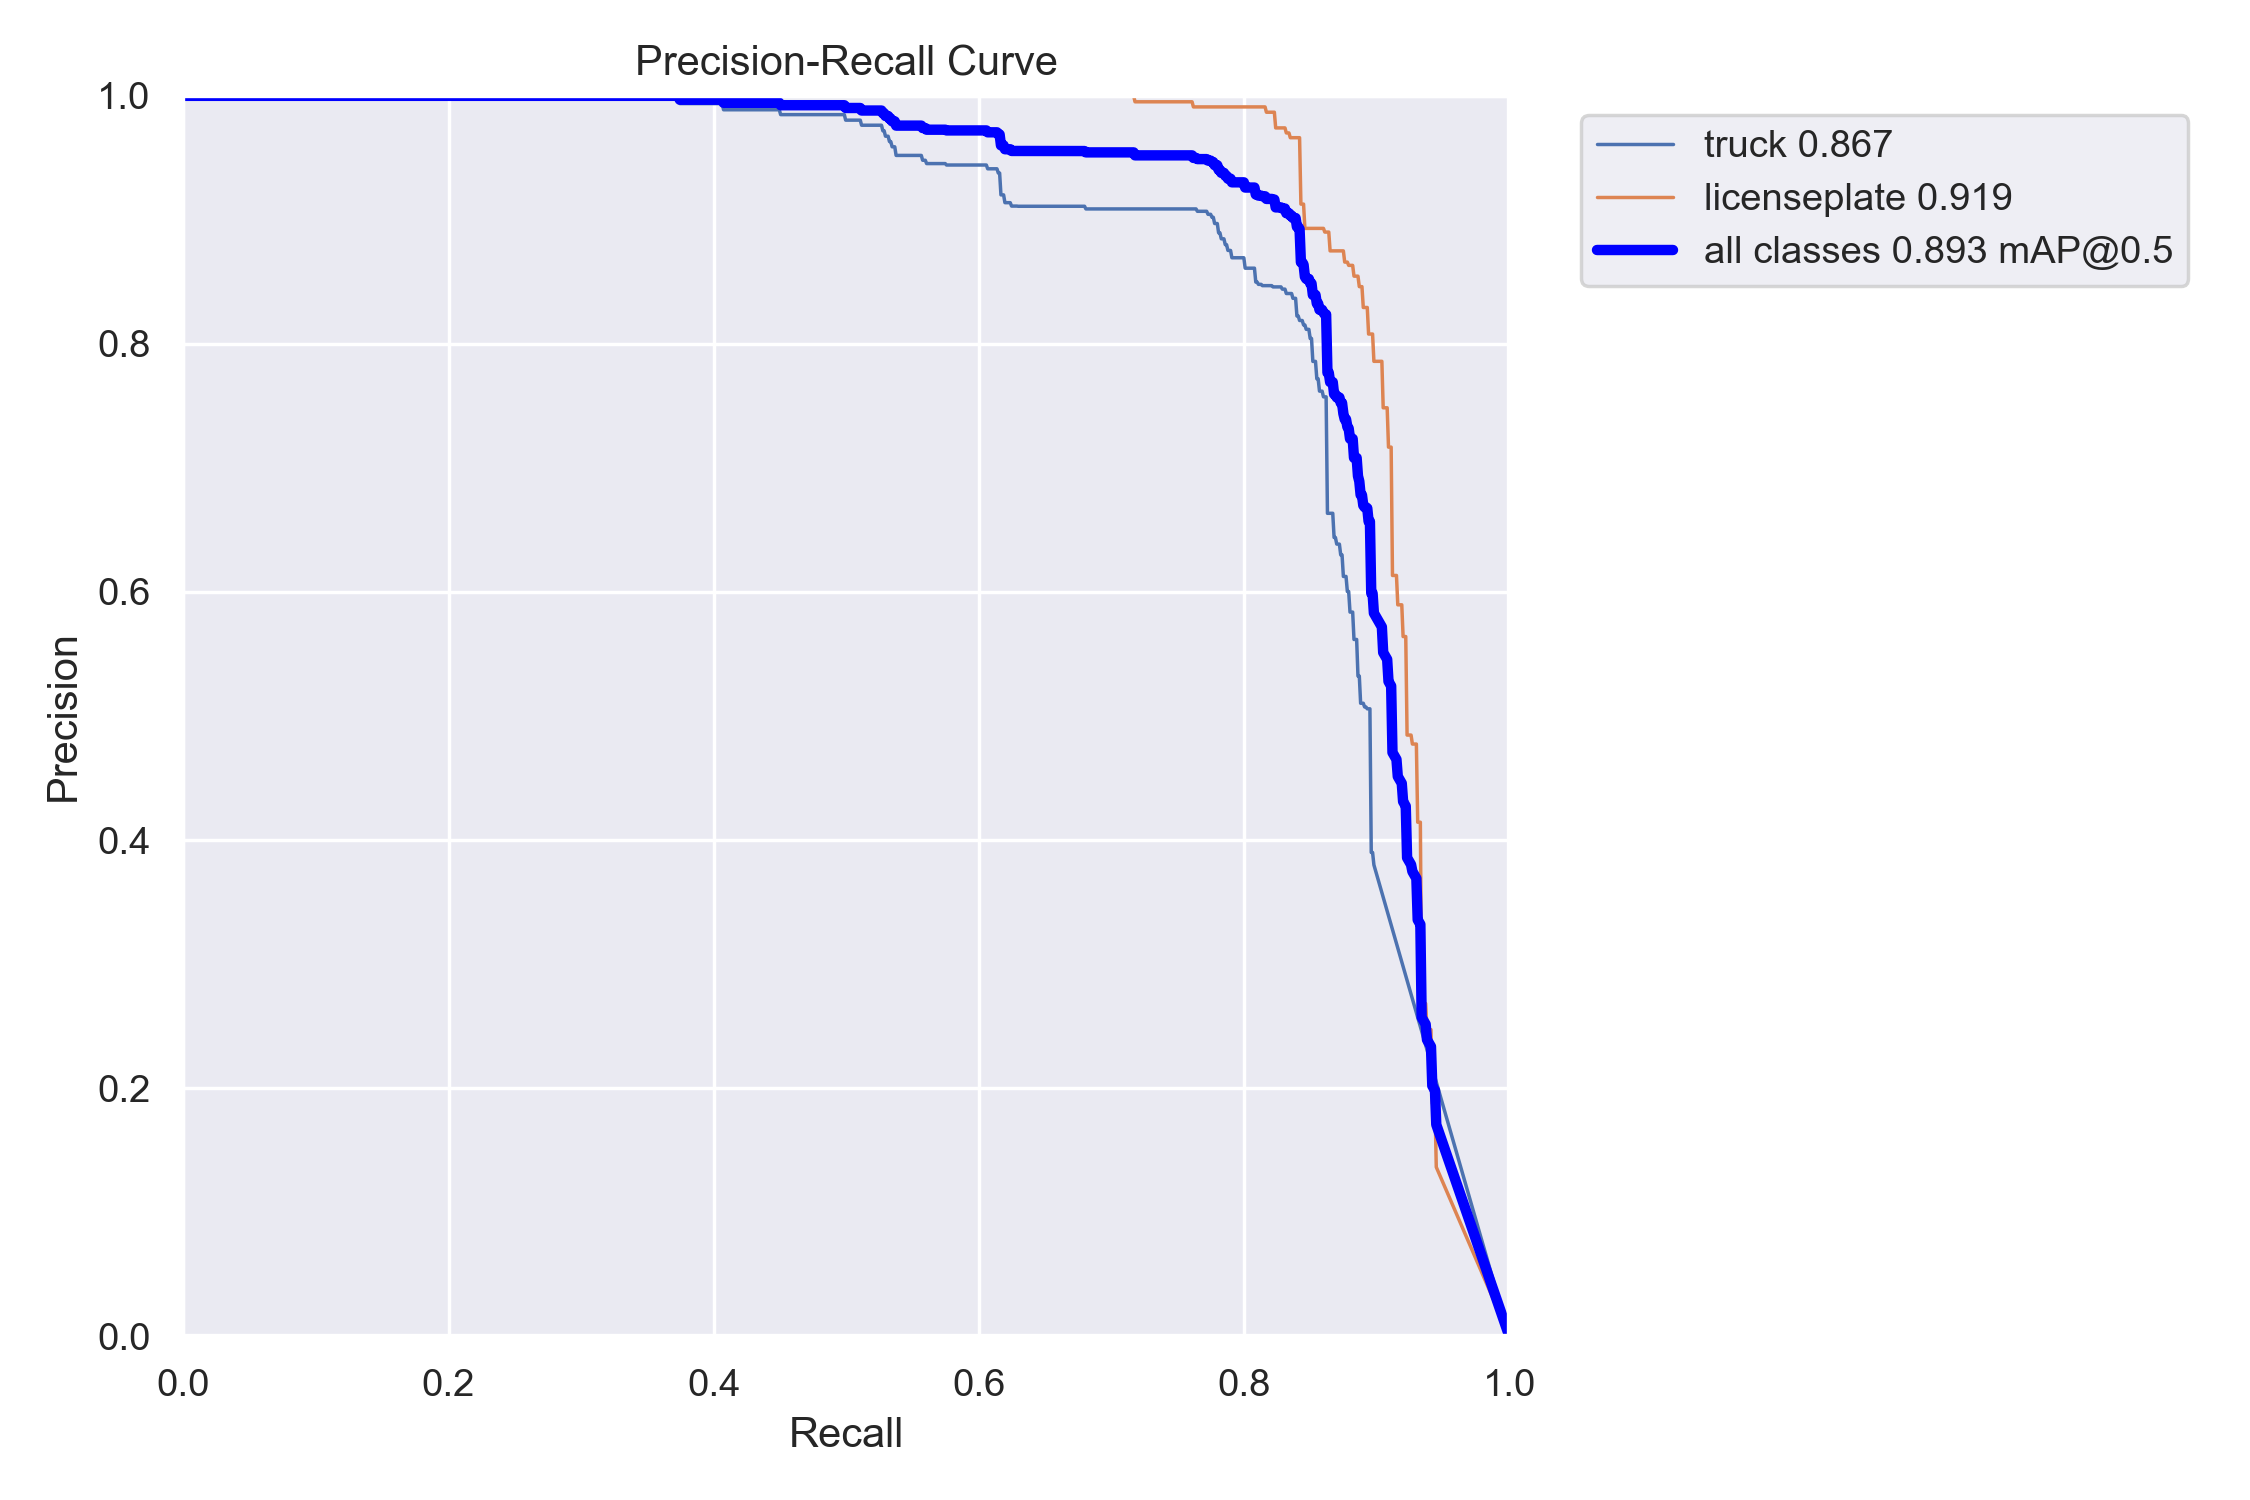 Precision-Recall Curve
1.0
0.8
0.6
0.4
0.2
0.0
Precision
0.0 0.2 0.4 0.6 0.8 1.0
Recall
truck 0.867
licenseplate 0.919
all classes 0.893 mAP@0.5